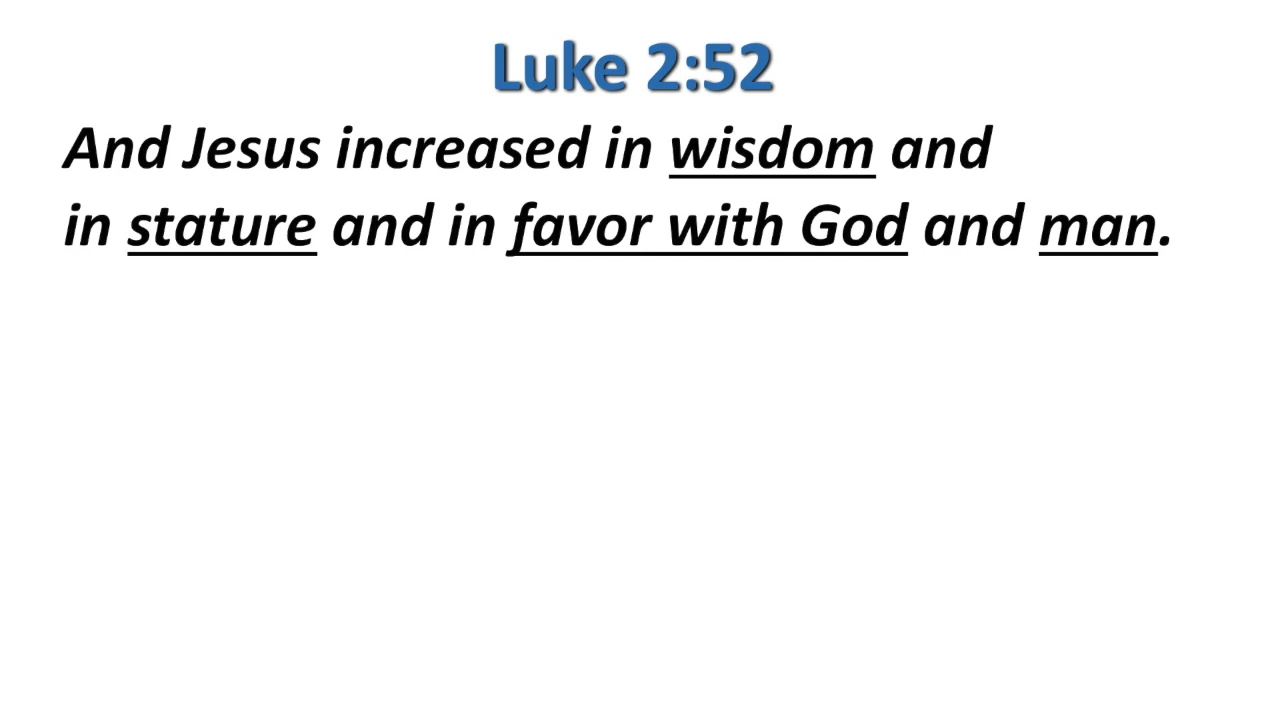 Luke 2:52
And Jesus increased in wisdom and
in stature and in favor with God and man.